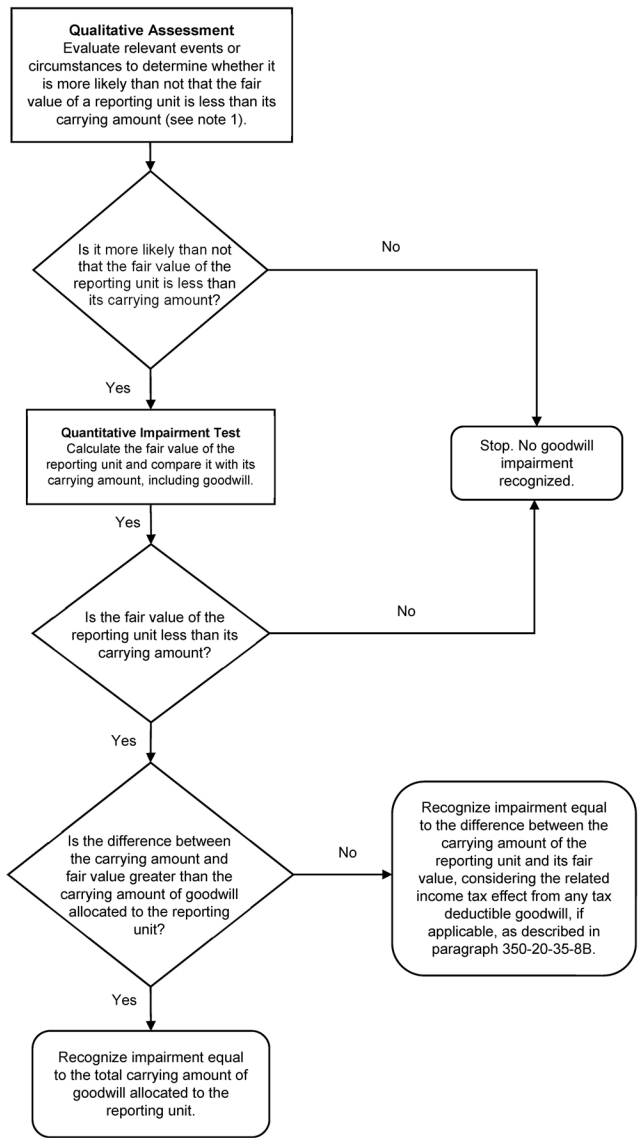 Qualitative Assessment
Evaluate relevant events or
circumstances to determine whether it
is more likely than not that the fair
value of a reporting unit is less than its
carrying amount (see note 1).
Is it more likely than not
that the fair value of the
reporting unit is less than
its carrying amount?
No
Yes
Quantitative Impairment Test
Calculate the fair value of the
reporting unit and compare it with its
carrying amount, including goodwill.
Stop. No goodwill
impairment
recognized.
Yes
Is the fair value of the
reporting unit less than its
carrying amount?
No
Yes
Is the difference between
the carrying amount and
fair value greater than the
carrying amount of goodwill
allocated to the reporting
unit?
No
Recognize impairment equal
to the difference between the
carrying amount of the
reporting unit and its fair
value, considering the related
income tax effect from any tax
deductible goodwill, if
applicable, as described in
paragraph 350-20-35-8B.
Yes
Recognize impairment equal
to the total carrying amount of
goodwill allocated to the
reporting unit.